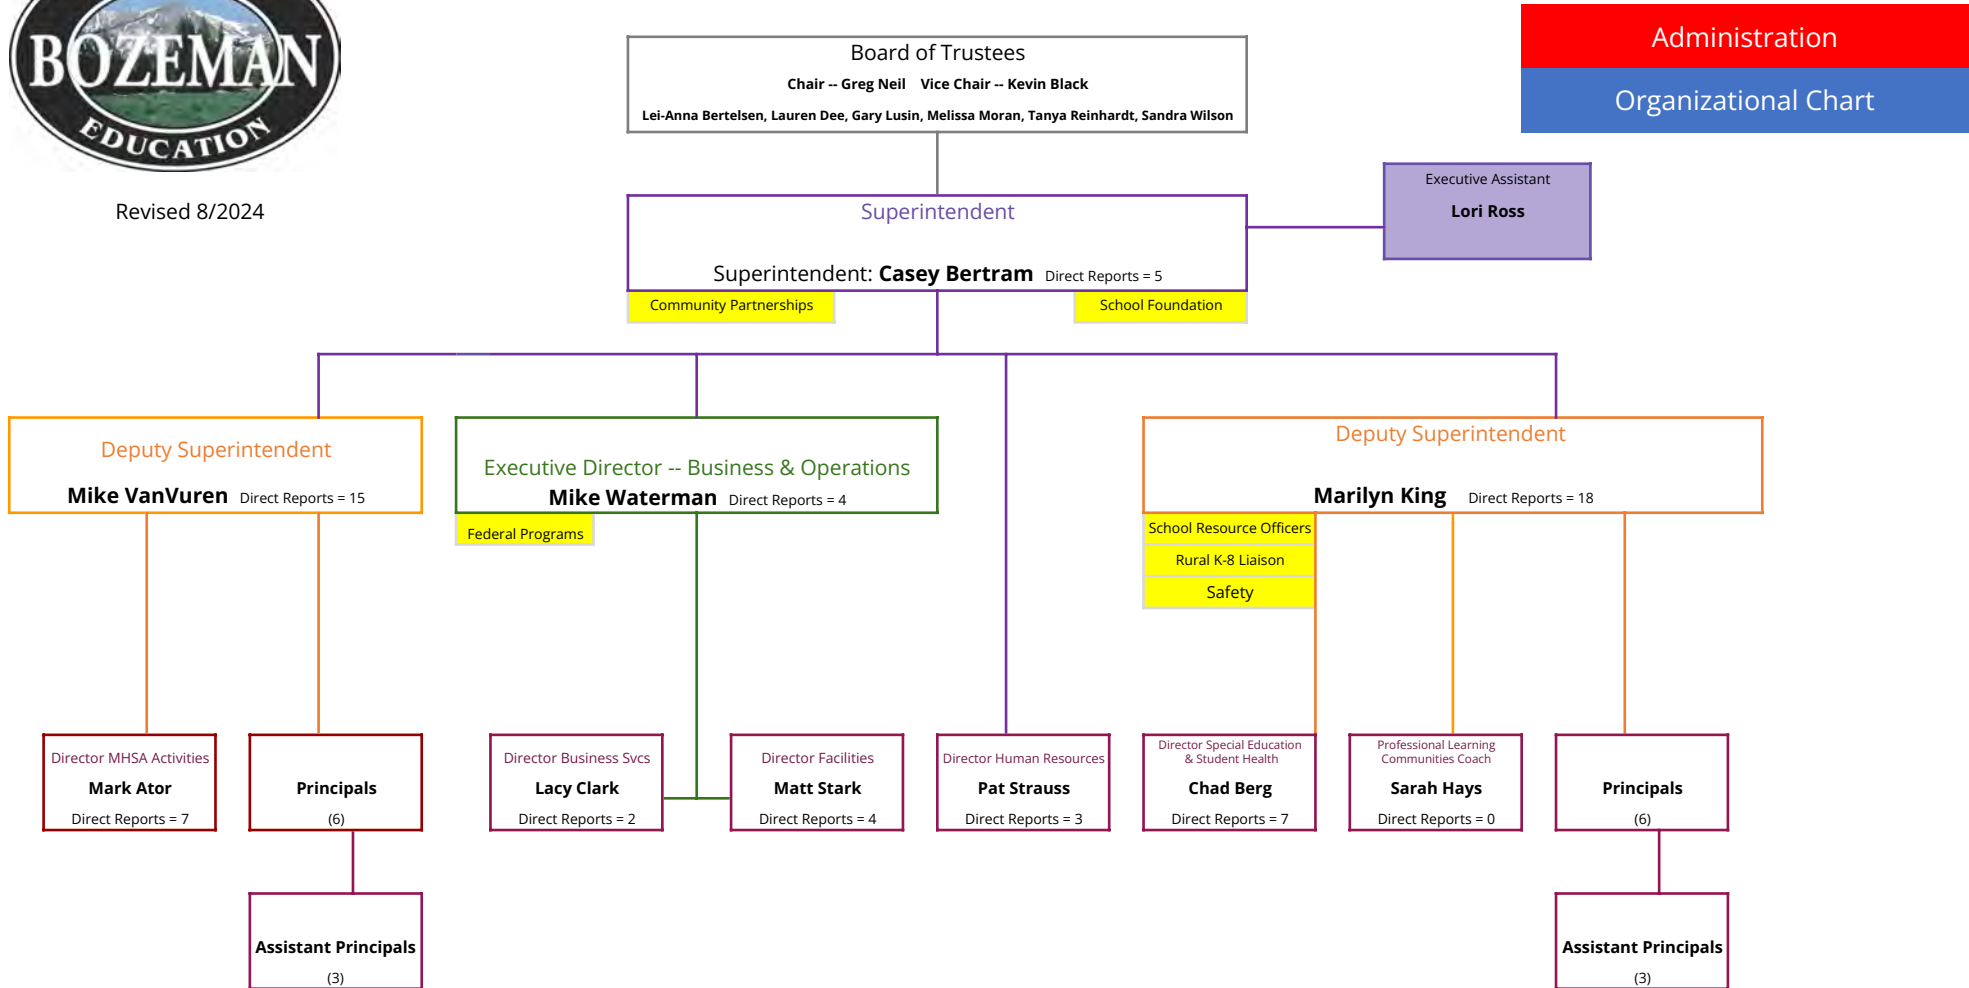 BOZEMAN
EDUCATION
Revised 8/2024
Administration
Organizational Chart
Board of Trustees
Chair -- Greg Neil Vice Chair -- Kevin Black
Lei-Anna Bertelsen, Lauren Dee, Gary Lusin, Melissa Moran, Tanya Reinhardt, Sandra Wilson
Executive Assistant
Lori Ross
Superintendent
Superintendent: Casey Bertram Direct Reports = 5
Community Partnerships
School Foundation
Deputy Superintendent
Mike VanVuren Direct Reports = 15
Executive Director -- Business & Operations
Mike Waterman Direct Reports = 4
Federal Programs
Deputy Superintendent
Marilyn King Direct Reports = 18
School Resource Officers
Rural K-8 Liaison
Safety
Director MHSA Activities
Mark Ator
Direct Reports = 7
Principals
(6)
Director Business Svcs
Lacy Clark
Direct Reports = 2
Director Facilities
Matt Stark
Direct Reports = 4
Director Human Resources
Pat Strauss
Direct Reports = 3
Director Special Education
& Student Health
Chad Berg
Direct Reports = 7
Professional Learning
Communities Coach
Sarah Hays
Direct Reports = 0
Principals
(6)
Assistant Principals
(3)
Assistant Principals
(3)